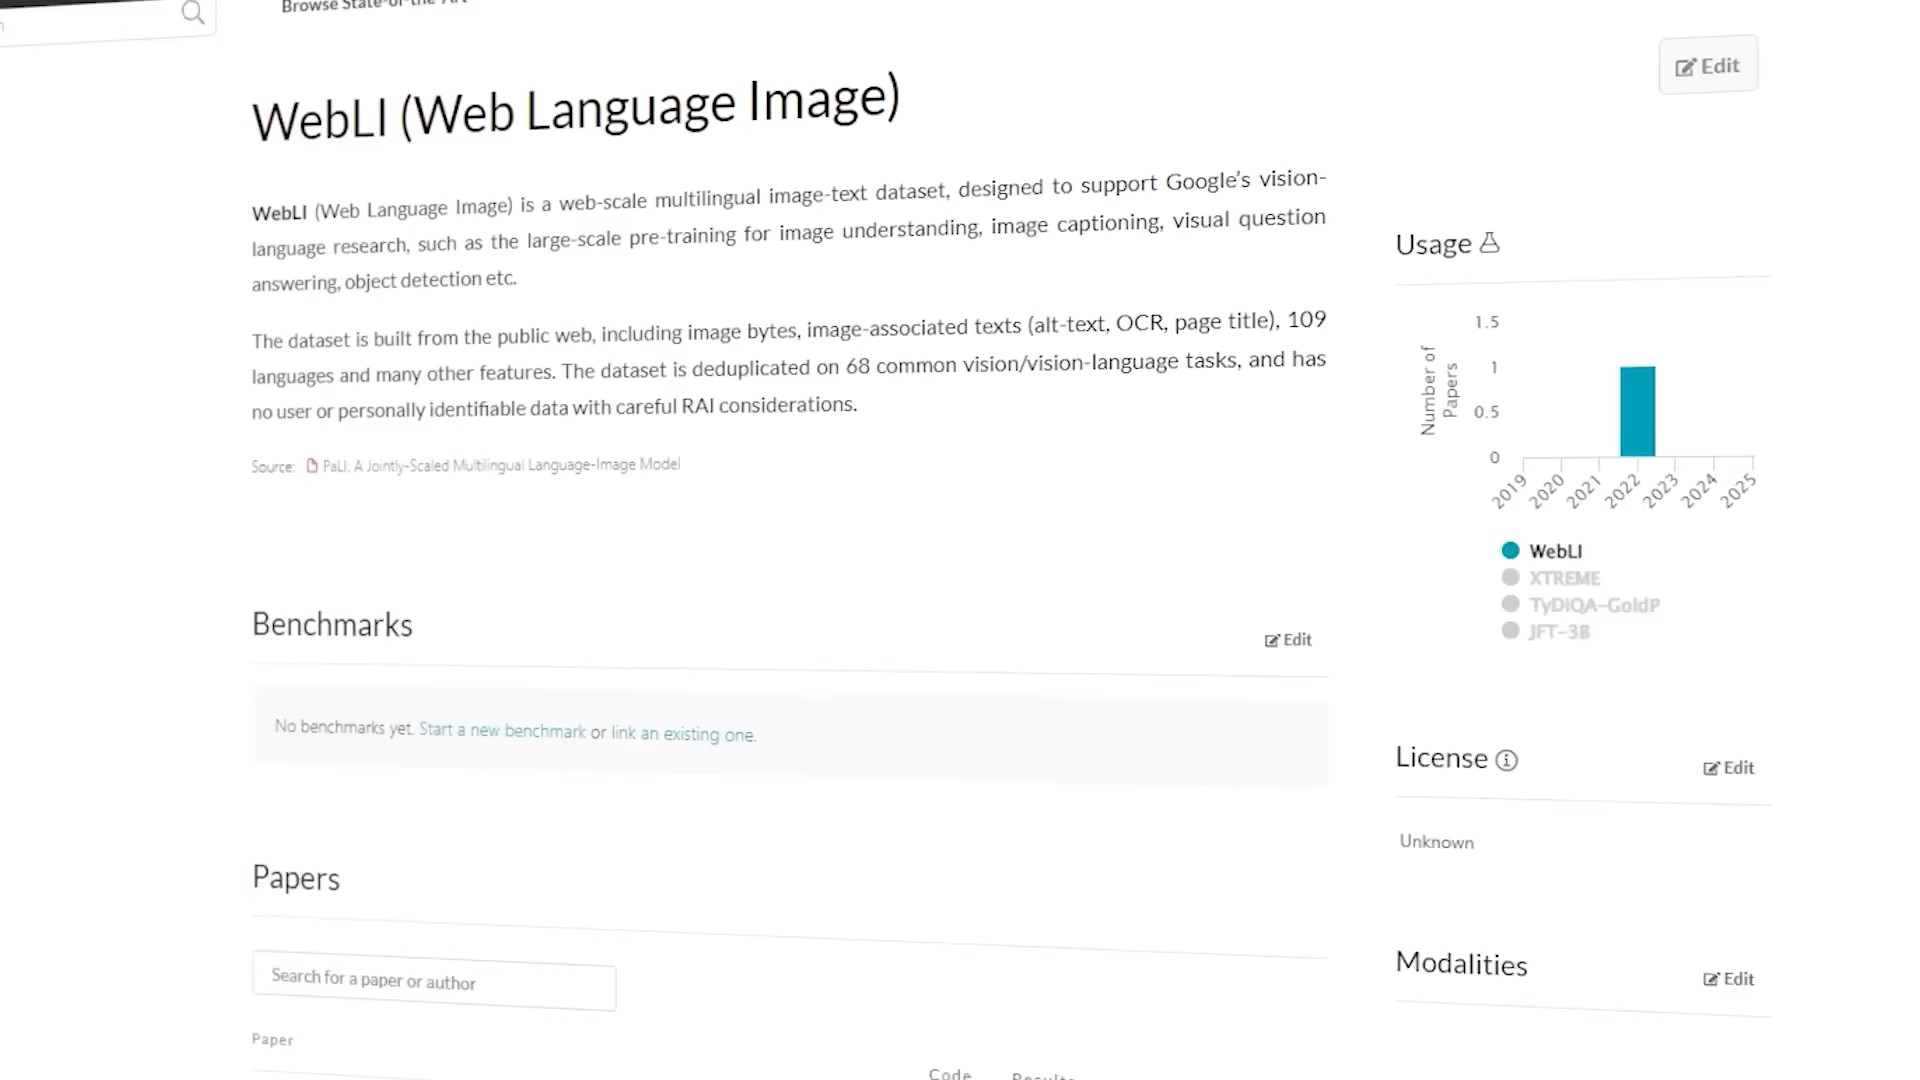 Browse State-of-the-Art
Edit
WebLI (Web Language Image)
WebLI (Web Language Image) is a web-scale multilingual image-text dataset, designed to support Google's vision-
language research, such as the large-scale pre-training for image understanding, image captioning, visual question
answering, object detection etc.
The dataset is built from the public web, including image bytes, image-associated texts (alt-text, OCR, page title), 109
languages and many other features. The dataset is deduplicated on 68 common vision/vision-language tasks, and has
no user or personally identifiable data with careful RAI considerations.
Source: PaLI: A Jointly-Scaled Multilingual Language-Image Model
Usage
Number of
Papers
1.5
1
0.5
0
2019
2020
2021
2022
2023
2024
2025
WebLI
XTREME
TyDiQA-GoldP
JFT-3B
Benchmarks
Edit
No benchmarks yet. Start a new benchmark or link an existing one.
License
Edit
Unknown
Papers
Search for a paper or author
Paper
Code
Results
Modalities
Edit